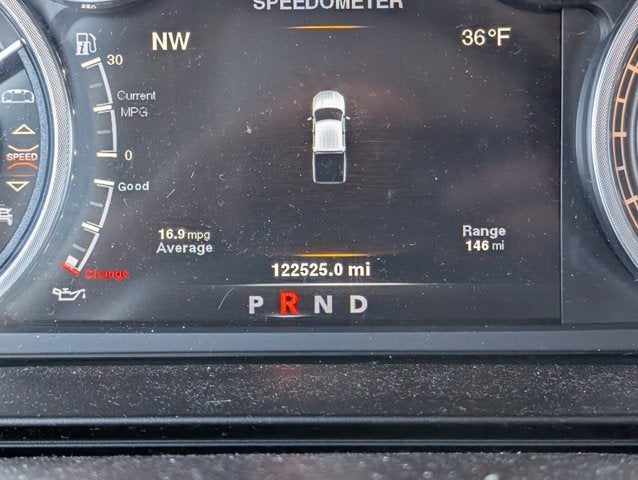 SPEEDOMETER
NW
36°F
30
Current
MPG
0
SPEED
Good
16.9 mpg
Average
Range
146 mi
Change
122525.0 mi
P R N D